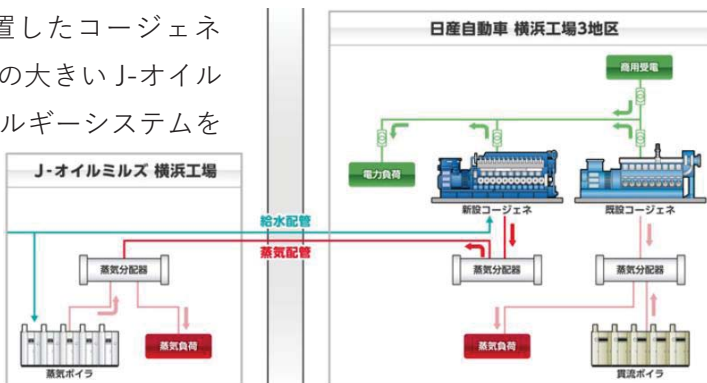 置したコージェネ
の大きい J-オイル
ルギーシステムを
J-オイルミルズ 横浜工場
蒸気分配器
蒸気ボイラ
蒸気負荷
給水配管
蒸気配管
日産自動車 横浜工場3地区
商用受電
電力負荷
新設コージェネ
既設コージェネ
蒸気分配器
蒸気分配器
蒸気負荷
貫流ボイラ